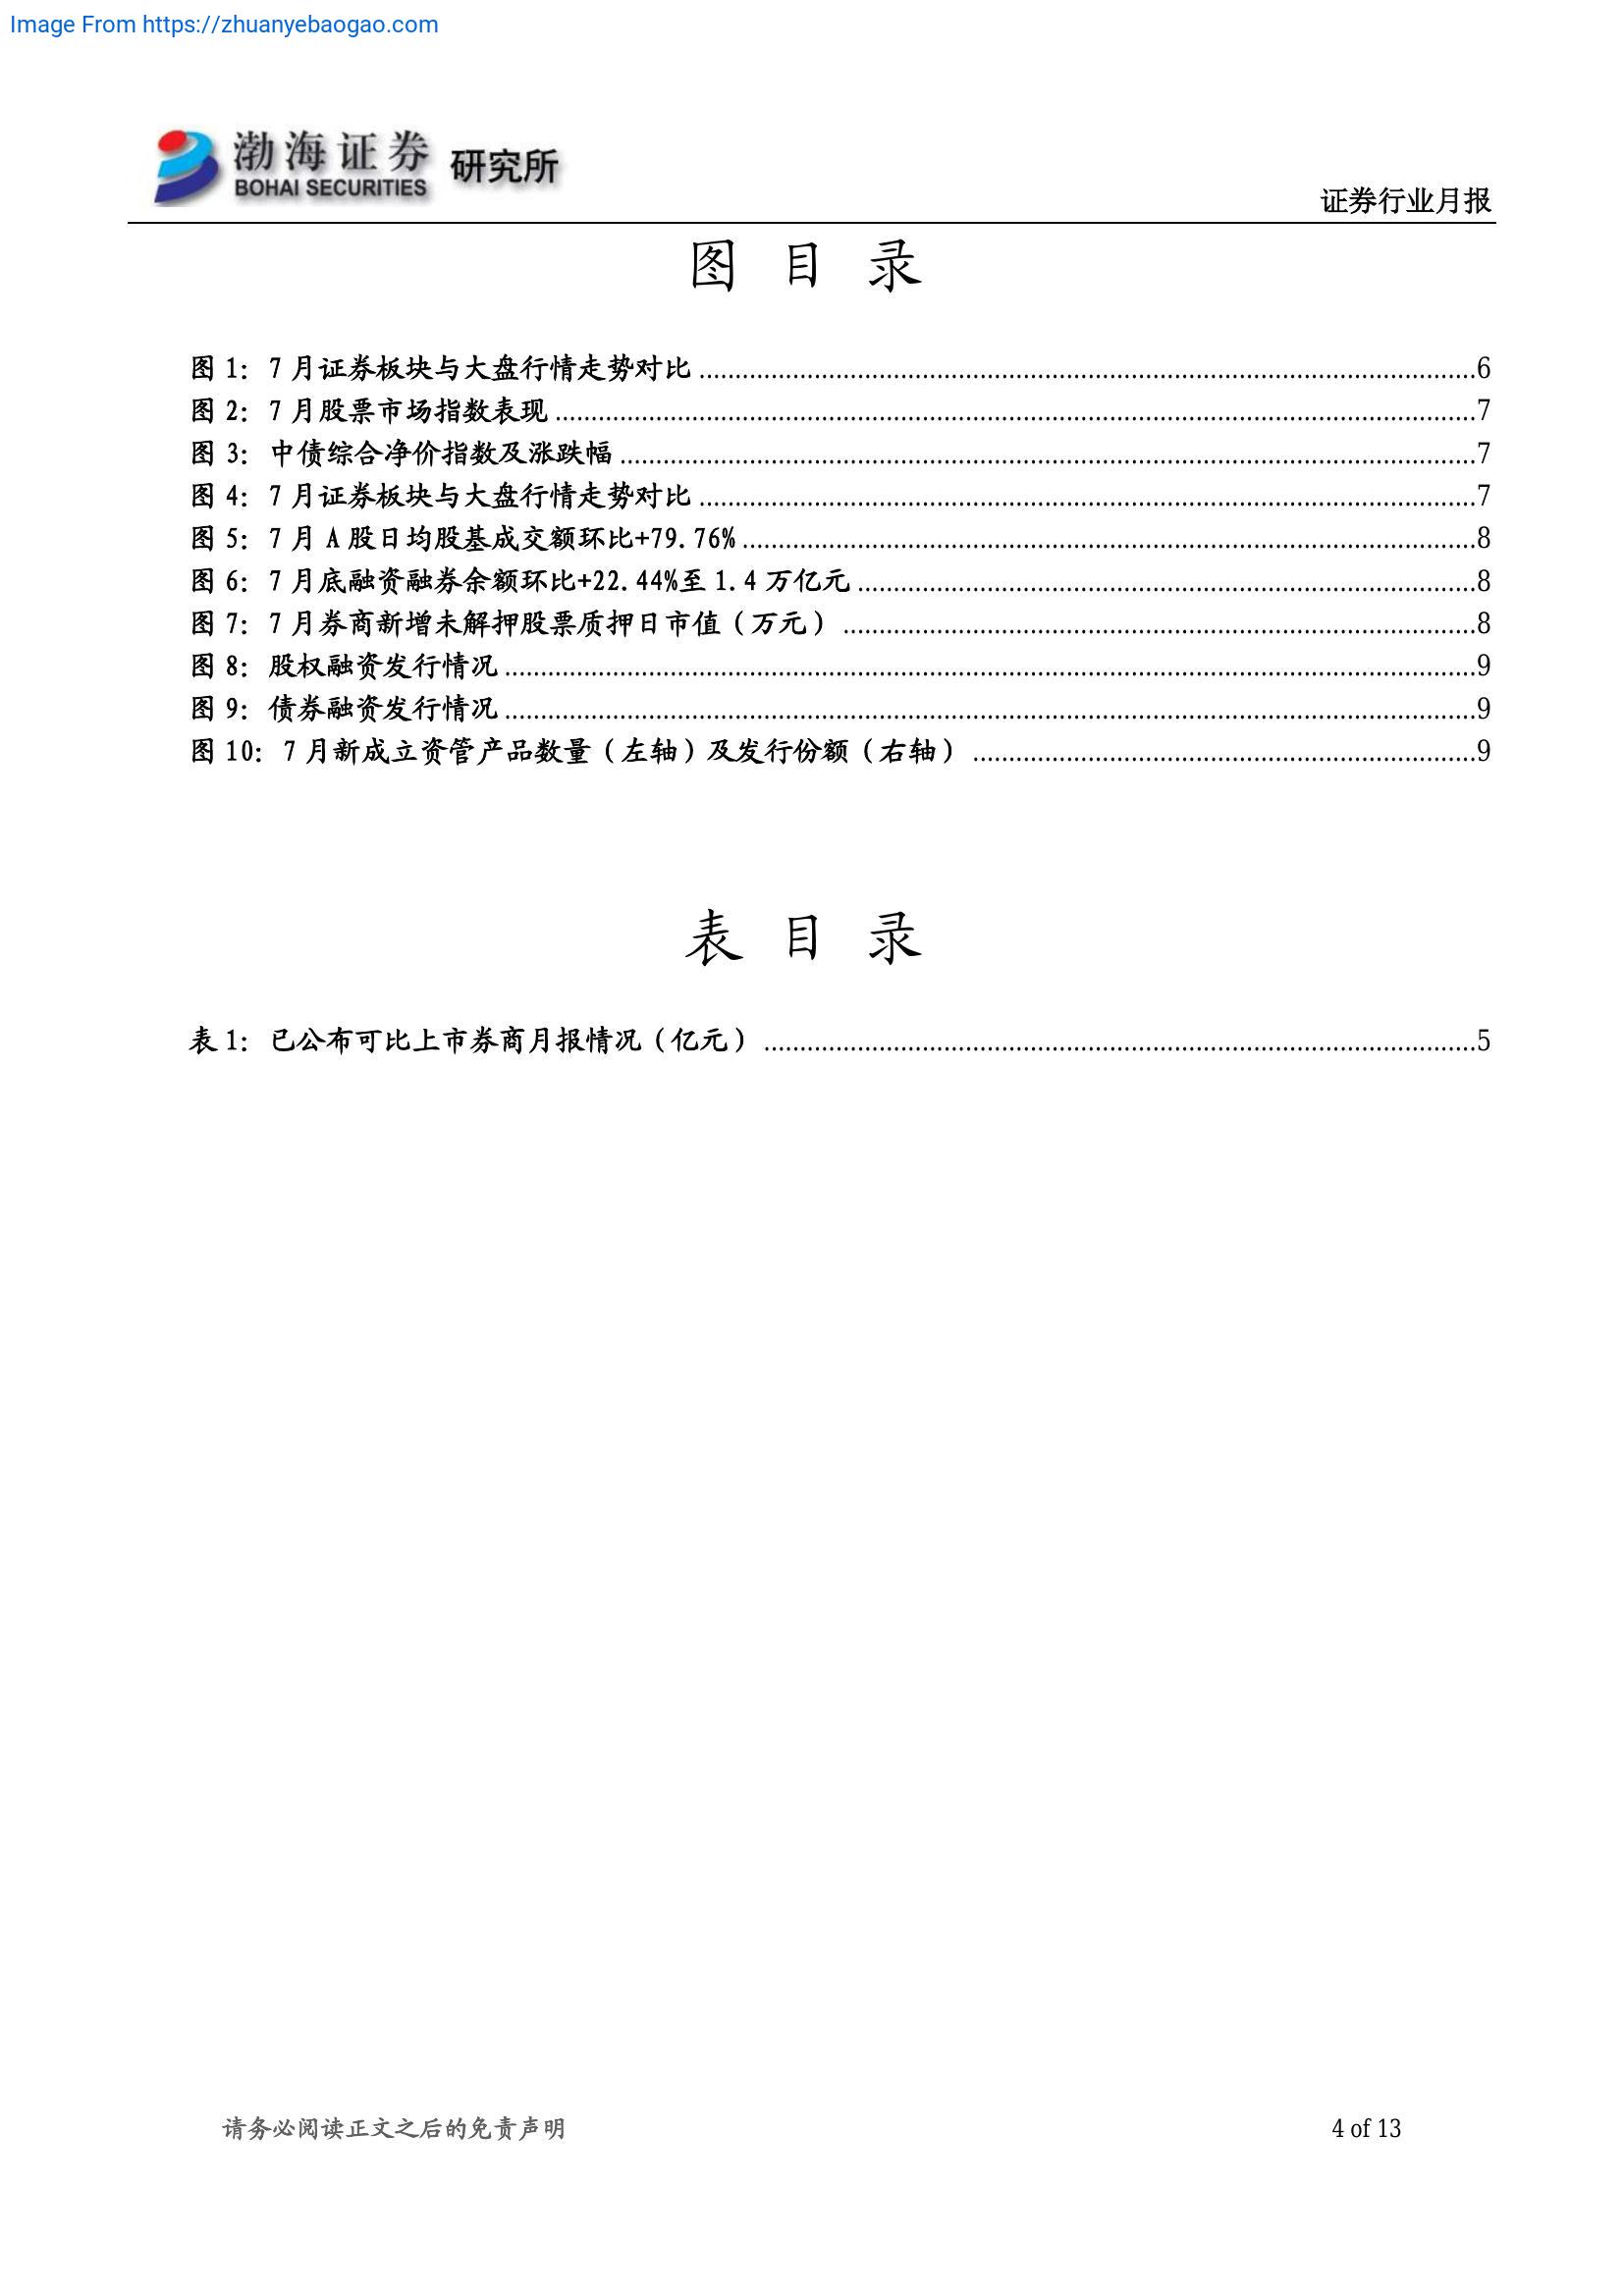 Image From https://zhuanyebaogao.com
渤海证券 研究所
BOHAI SECURITIES
证券行业月报
图 目 录
图 1：7 月证券板块与大盘行情走势对比 ........ 6
图 2：7 月股票市场指数表现 ........ 7
图 3：中债综合净价指数及涨跌幅 ........ 7
图 4：7 月证券板块与大盘行情走势对比 ........ 7
图 5：7 月 A 股日均股基成交额环比+79.76% ........ 8
图 6：7 月底融资融券余额环比+22.44%至 1.4 万亿元 ........ 8
图 7：7 月券商新增未解押股票质押日市值（万元） ........ 8
图 8：股权融资发行情况 ........ 9
图 9：债券融资发行情况 ........ 9
图 10：7 月新成立资管产品数量（左轴）及发行份额（右轴） ........ 9
表 目 录
表 1：已公布可比上市券商月报情况（亿元） ........ 5
请务必阅读正文之后的免责声明
4 of 13